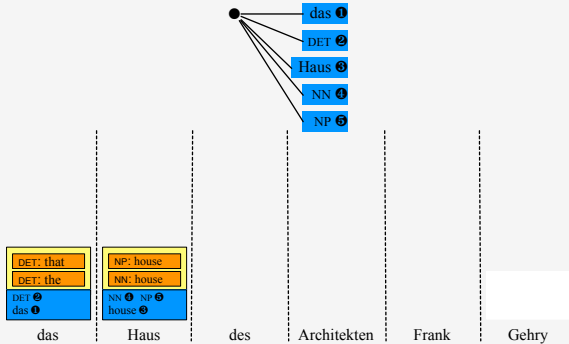 das ❶
DET ❷
Haus ❸
NN ❹
NP ❺
DET: that
NP: house
DET: the
NN: house
DET ❷
NN ❹ NP ❺
das ❶
house ❸
das Haus des Architekten Frank Gehry